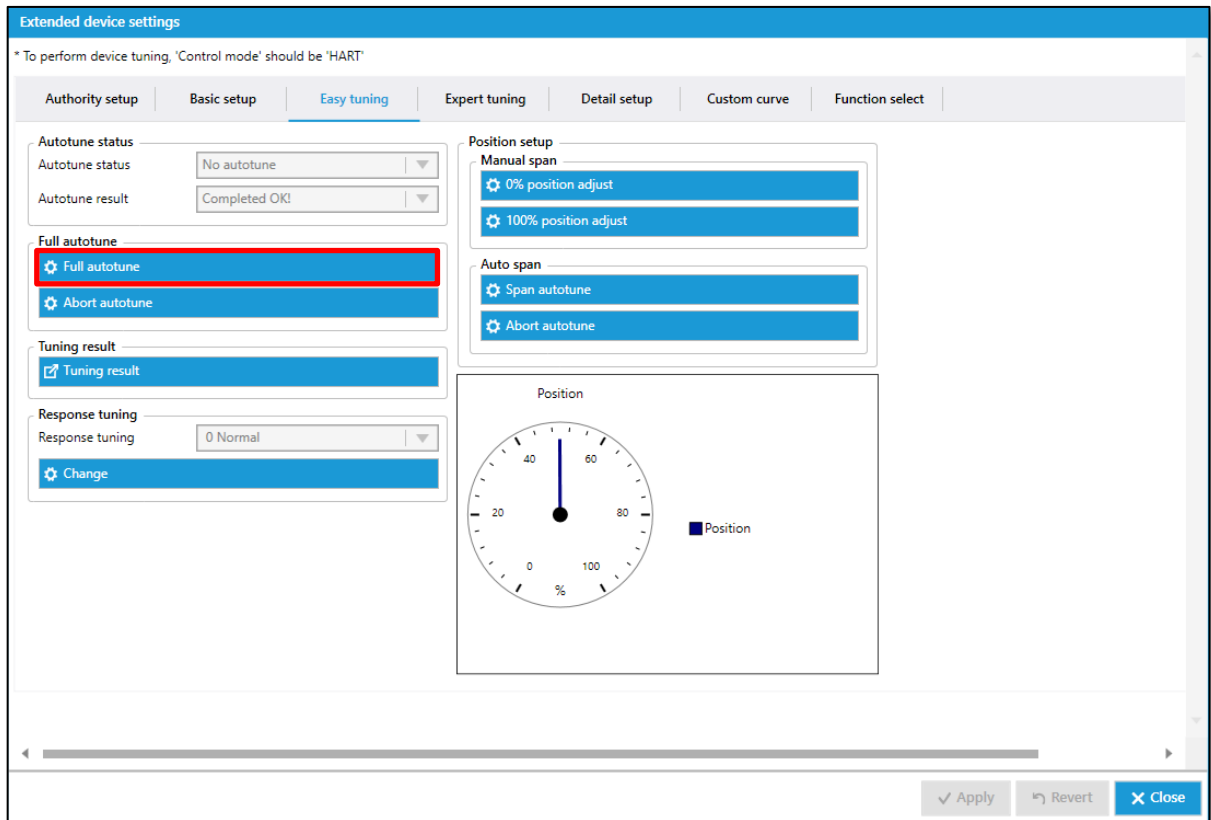 Extended device settings
* To perform device tuning, 'Control mode' should be 'HART'
Authority setup
Basic setup
Easy tuning
Expert tuning
Detail setup
Custom curve
Function select
Autotune status
Autotune status
No autotune
Autotune result
Completed OK!
Full autotune
Full autotune
Abort autotune
Tuning result
Tuning result
Response tuning
Response tuning
0 Normal
Change
Position setup
Manual span
0% position adjust
100% position adjust
Auto span
Span autotune
Abort autotune
Position
40
60
20
80
0
100
%
Position
Apply
Revert
Close